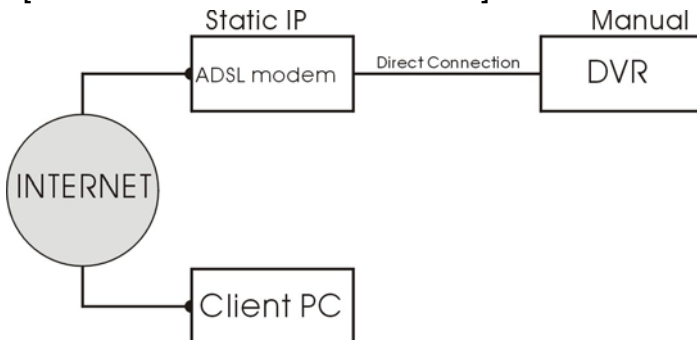 Static IP
Manual
ADSL modem
Direct Connection
DVR
INTERNET
Client PC